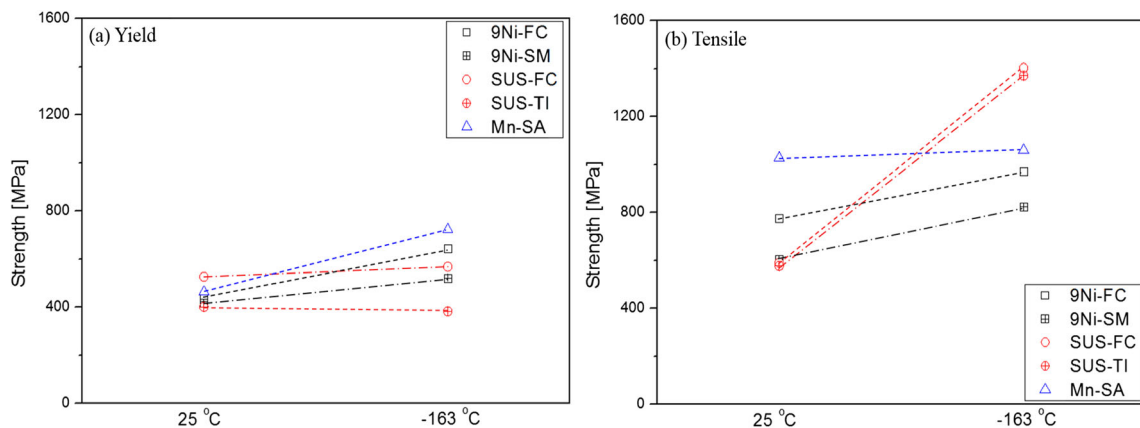 (a) Yield
9Ni-FC
9Ni-SM
SUS-FC
SUS-TI
Mn-SA
1600
1200
800
400
0
Strength [MPa]
25 °C
-163 °C
(b) Tensile
1600
1200
800
400
0
Strength [MPa]
9Ni-FC
9Ni-SM
SUS-FC
SUS-TI
Mn-SA
25 °C
-163 °C